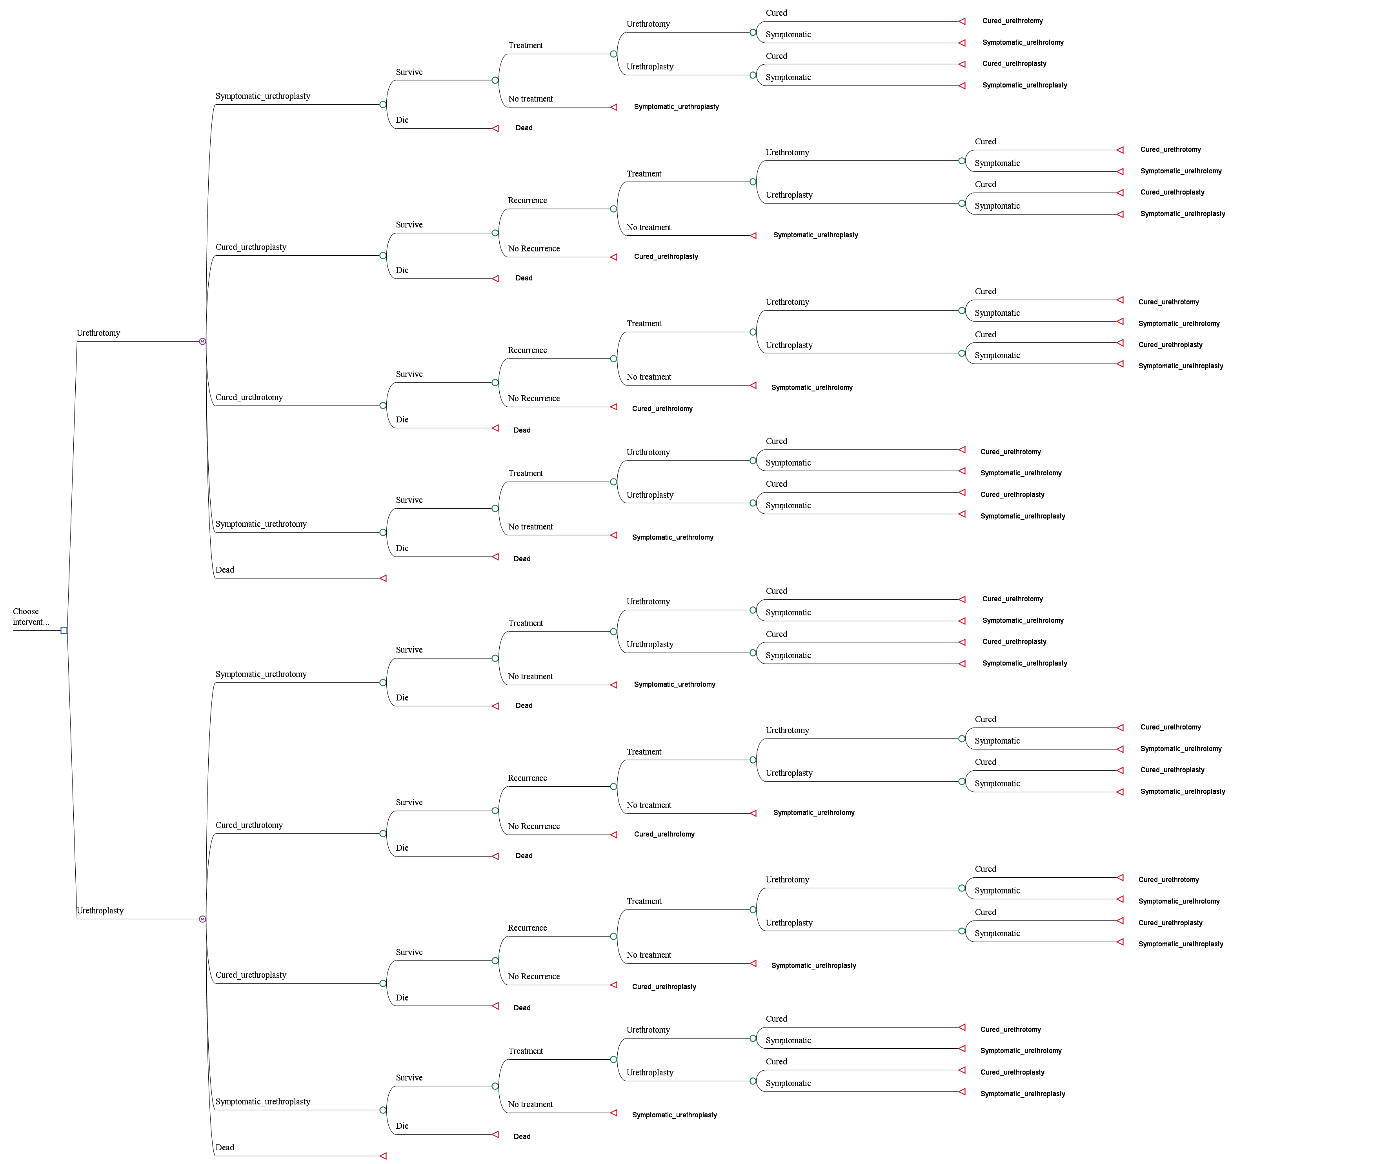 Cured
Cured_urethrotomy
Urethrotomy
Symptomatic
Symptomatic_urethrotomy
Treatment
Cured
Cured_urethroplasty
Urethroplasty
Survive
Symptomatic
Symptomatic_urethroplasty
Symptomatic_urethroplasty
No treatment
Symptomatic_urethroplasty
Die
Dead
Cured
Cured_urethrotomy
Urethrotomy
Symptomatic
Symptomatic_urethrotomy
Treatment
Cured
Cured_urethroplasty
Urethroplasty
Recurrence
Symptomatic
Symptomatic_urethroplasty
Survive
No treatment
Symptomatic_urethroplasty
Cured_urethroplasty
No Recurrence
Cured_urethroplasty
Die
Dead
Cured
Cured_urethrotomy
Urethrotomy
Symptomatic
Symptomatic_urethrotomy
Treatment
Urethrotomy
Cured
Cured_urethroplasty
Urethroplasty
Recurrence
Symptomatic
Symptomatic_urethroplasty
Survive
No treatment
Symptomatic_urethrotomy
Cured_urethrotomy
No Recurrence
Cured_urethrotomy
Die
Dead
Cured
Cured_urethrotomy
Urethrotomy
Symptomatic
Symptomatic_urethrotomy
Treatment
Cured
Cured_urethroplasty
Urethroplasty
Survive
Symptomatic
Symptomatic_urethroplasty
Symptomatic_urethrotomy
No treatment
Symptomatic_urethrotomy
Die
Dead
Dead
Choose
intervent...
Cured
Cured_urethrotomy
Urethrotomy
Symptomatic
Symptomatic_urethrotomy
Treatment
Cured
Cured_urethroplasty
Urethroplasty
Survive
Symptomatic
Symptomatic_urethroplasty
Symptomatic_urethrotomy
No treatment
Symptomatic_urethrotomy
Die
Dead
Cured
Cured_urethrotomy
Urethrotomy
Symptomatic
Symptomatic_urethrotomy
Treatment
Cured
Cured_urethroplasty
Urethroplasty
Recurrence
Symptomatic
Symptomatic_urethroplasty
Survive
No treatment
Symptomatic_urethrotomy
Cured_urethrotomy
No Recurrence
Cured_urethrotomy
Die
Dead
Cured
Cured_urethrotomy
Urethrotomy
Symptomatic
Symptomatic_urethrotomy
Treatment
Urethroplasty
Cured
Cured_urethroplasty
Urethroplasty
Recurrence
Symptomatic
Symptomatic_urethroplasty
Survive
No treatment
Symptomatic_urethroplasty
Cured_urethroplasty
No Recurrence
Cured_urethroplasty
Die
Dead
Cured
Cured_urethrotomy
Urethrotomy
Symptomatic
Symptomatic_urethrotomy
Treatment
Cured
Cured_urethroplasty
Urethroplasty
Survive
Symptomatic
Symptomatic_urethroplasty
Symptomatic_urethroplasty
No treatment
Symptomatic_urethroplasty
Die
Dead
Dead